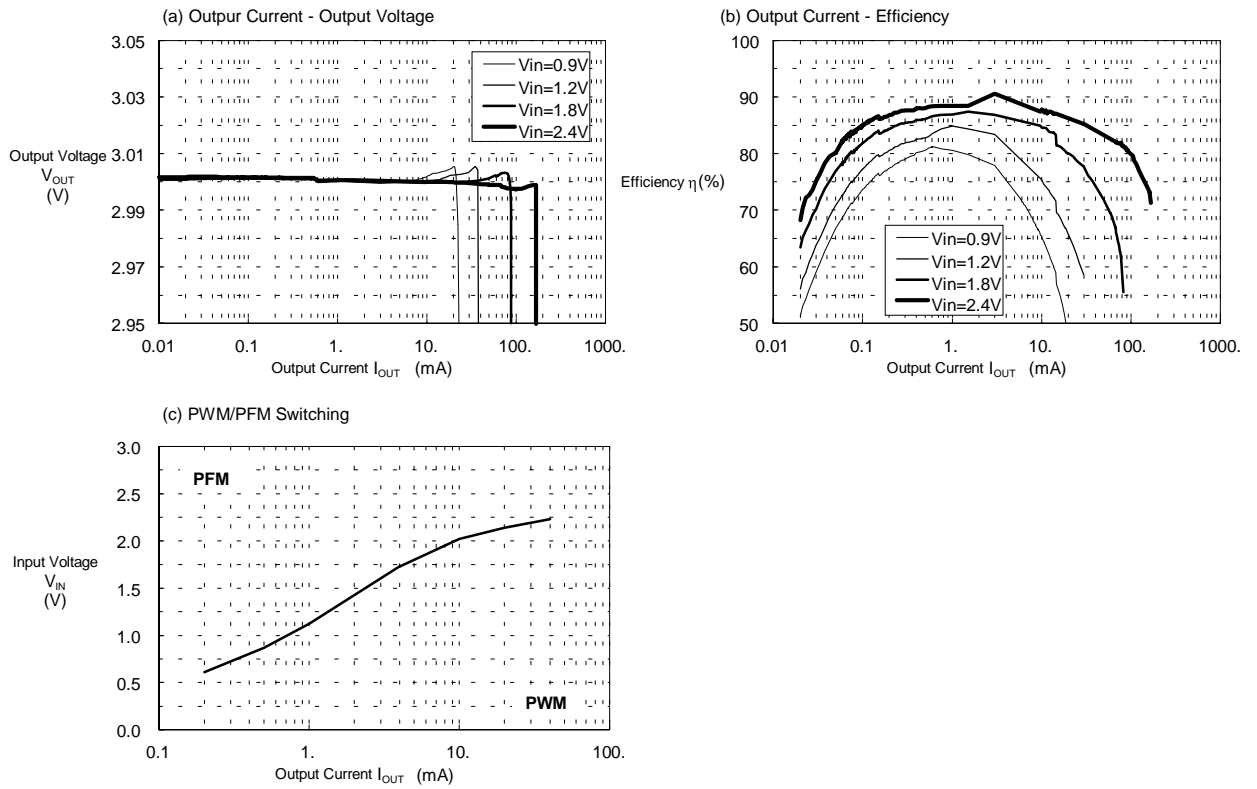 (a) Outpur Current - Output Voltage
3.05
3.03
3.01
2.99
2.97
2.95
Output Voltage
VOUT
(V)
Vin=0.9V
Vin=1.2V
Vin=1.8V
Vin=2.4V
0.01
0.1
1.
10.
100.
1000.
Output Current IOUT (mA)
(b) Output Current - Efficiency
100
90
80
70
60
50
Efficiency η(%)
Vin=0.9V
Vin=1.2V
Vin=1.8V
Vin=2.4V
0.01
0.1
1.
10.
100.
1000.
Output Current IOUT (mA)
(c) PWM/PFM Switching
3.0
2.5
2.0
1.5
1.0
0.5
0.0
Input Voltage
VIN
(V)
PFM
PWM
0.1
1.
10.
100.
Output Current IOUT (mA)